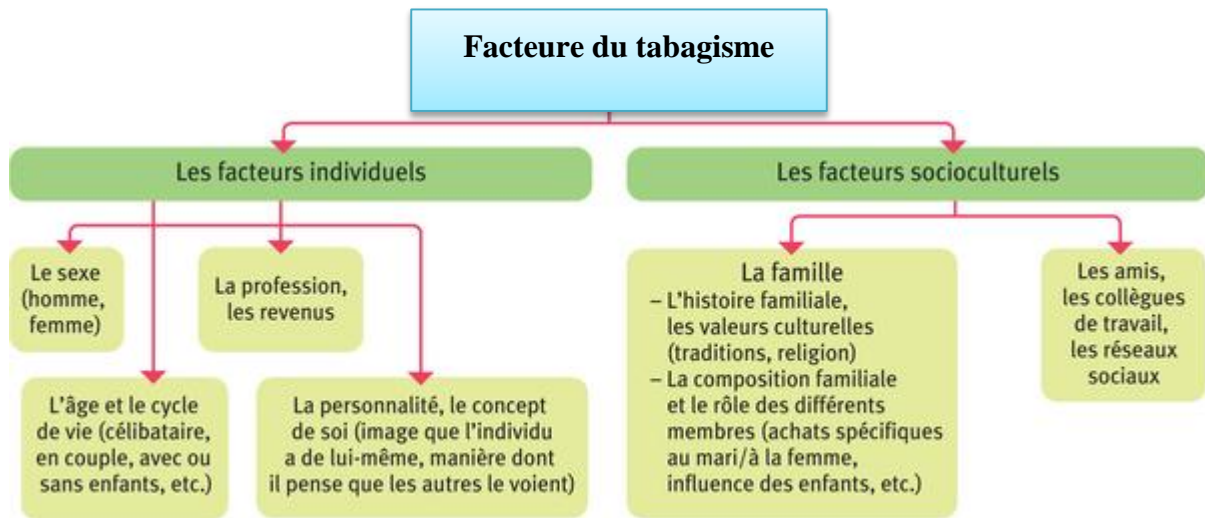 Facteure du tabagisme
Les facteurs individuels
Les facteurs socioculturels
Le sexe
(homme,
femme)
La profession,
les revenus
L'âge et le cycle
de vie (célibataire,
en couple, avec ou
sans enfants, etc.)
La personnalité, le concept
de soi (image que l'individu
a de lui-même, manière dont
il pense que les autres le voient)
La famille
– L'histoire familiale,
les valeurs culturelles
(traditions, religion)
– La composition familiale
et le rôle des différents
membres (achats spécifiques
au mari/à la femme,
influence des enfants, etc.)
Les amis,
les collègues
de travail,
les réseaux
sociaux